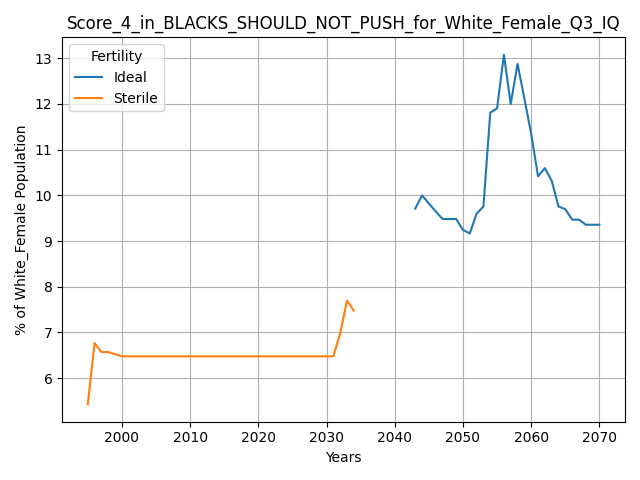 Score_4_in_BLACKS_SHOULD_NOT_PUSH_for_White_Female_Q3_IQ
Fertility
Ideal
Sterile
% of White_Female Population
13
12
11
10
9
8
7
6
2000 2010 2020 2030 2040 2050 2060 2070
Years